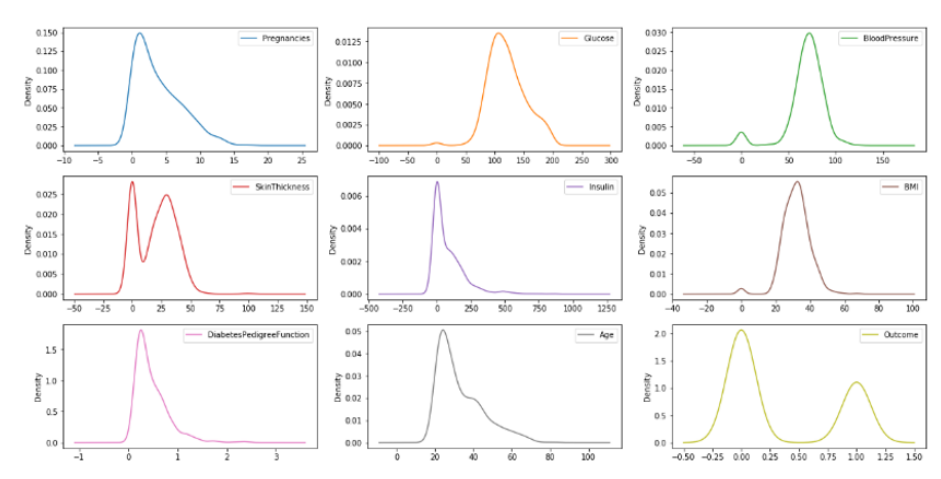 Pregnancies
Density
0.150
0.125
0.100
0.075
0.050
0.025
0.000
-10 -5 0 5 10 15 20 25
Glucose
0.0125
0.0100
0.0075
0.0050
0.0025
0.0000
-100 -50 0 50 100 150 200 250 300
BloodPressure
Density
0.030
0.025
0.020
0.015
0.010
0.005
0.000
-50 0 50 100 150
SkinThickness
Density
0.025
0.020
0.015
0.010
0.005
0.000
-50 -25 0 25 50 75 100 125 150
Insulin
Density
0.006
0.004
0.002
0.000
-500 -250 0 250 500 750 1000 1250
BMI
Density
0.05
0.04
0.03
0.02
0.01
0.00
-40 -20 0 20 40 60 80 100
DiabetesPedigreeFunction
Density
1.5
1.0
0.5
0.0
-1 0 1 2 3
Age
Density
0.05
0.04
0.03
0.02
0.01
0.00
0 20 40 60 80 100
Outcome
Density
2.0
1.5
1.0
0.5
0.0
-0.50 -0.25 0.00 0.25 0.50 0.75 1.00 1.25 1.50